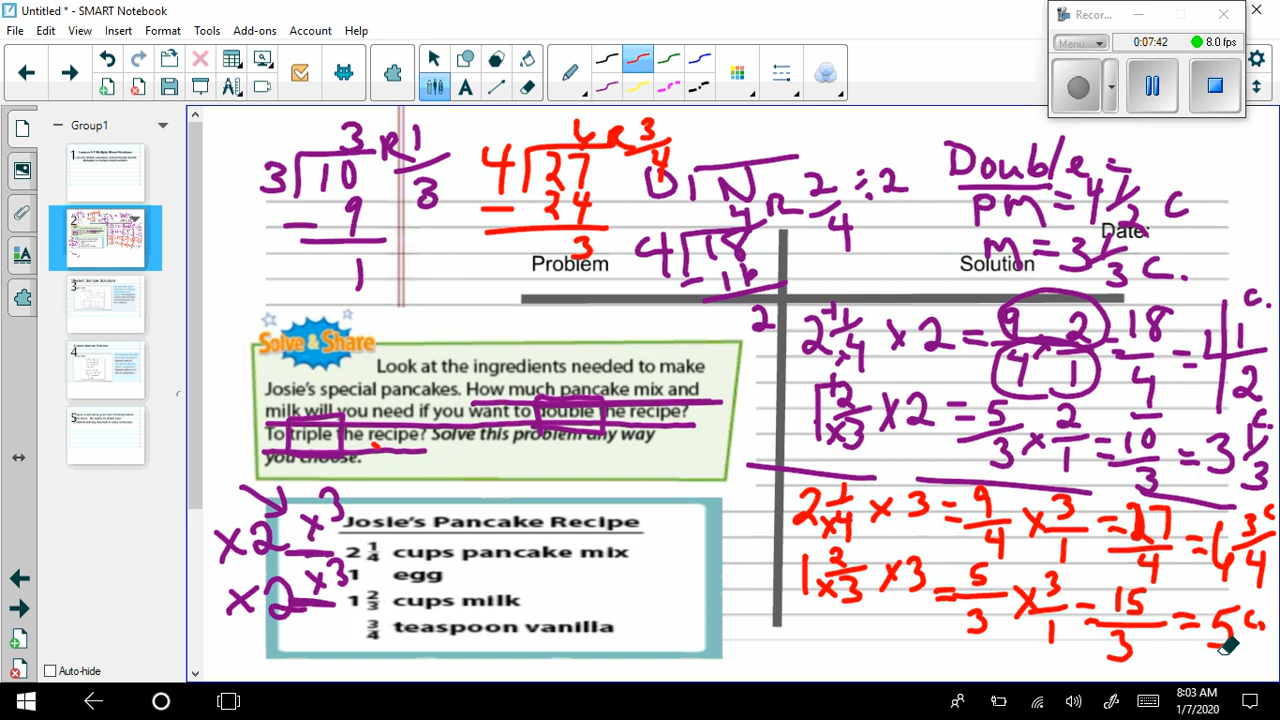 Untitled * - SMART Notebook
File Edit View Insert Format Tools Add-ons Account Help
Recor...
Menu
0:07:42
8.0 fps
Group1
1
2
3
4
5
Auto-hide
3 R 1/3
3 10
- 9
1
6 R 3/4
4 27
- 24
3
D N
4 R 2/4 ÷ 2
4 18
- 16
2
Double =
pm = 4 1/2 c
m = 3 1/3 c.
Date:
Problem
Solution
Solve & Share
Look at the ingredients needed to make
Josie's special pancakes. How much pancake mix and
milk will you need if you want to double the recipe?
To triple the recipe? Solve this problem any way
you choose.
x2 x3
x2 x3
Josie's Pancake Recipe
2 1/4 cups pancake mix
1 egg
1 2/3 cups milk
3/4 teaspoon vanilla
2 1/4 x 2 = 9/4 x 2/1 = 18/4 = 4 1/2 c.
1 2/3 x 2 = 5/3 x 2/1 = 10/3 = 3 1/3 c.
2 1/4 x 3 = 9/4 x 3/1 = 27/4 = 6 3/4 c
1 2/3 x 3 = 5/3 x 3/1 = 15/3 = 5 c.
8:03 AM
1/7/2020